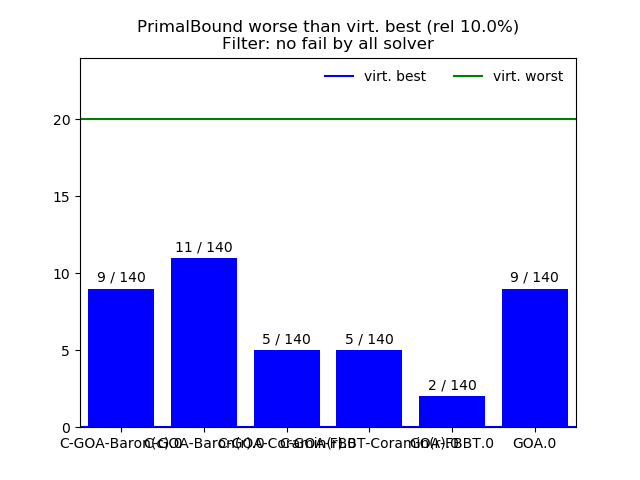 PrimalBound worse than virt. best (rel 10.0%)
Filter: no fail by all solver
virt. best
virt. worst
20
15
10
5
0
9 / 140
11 / 140
5 / 140
5 / 140
2 / 140
9 / 140
GOA.0